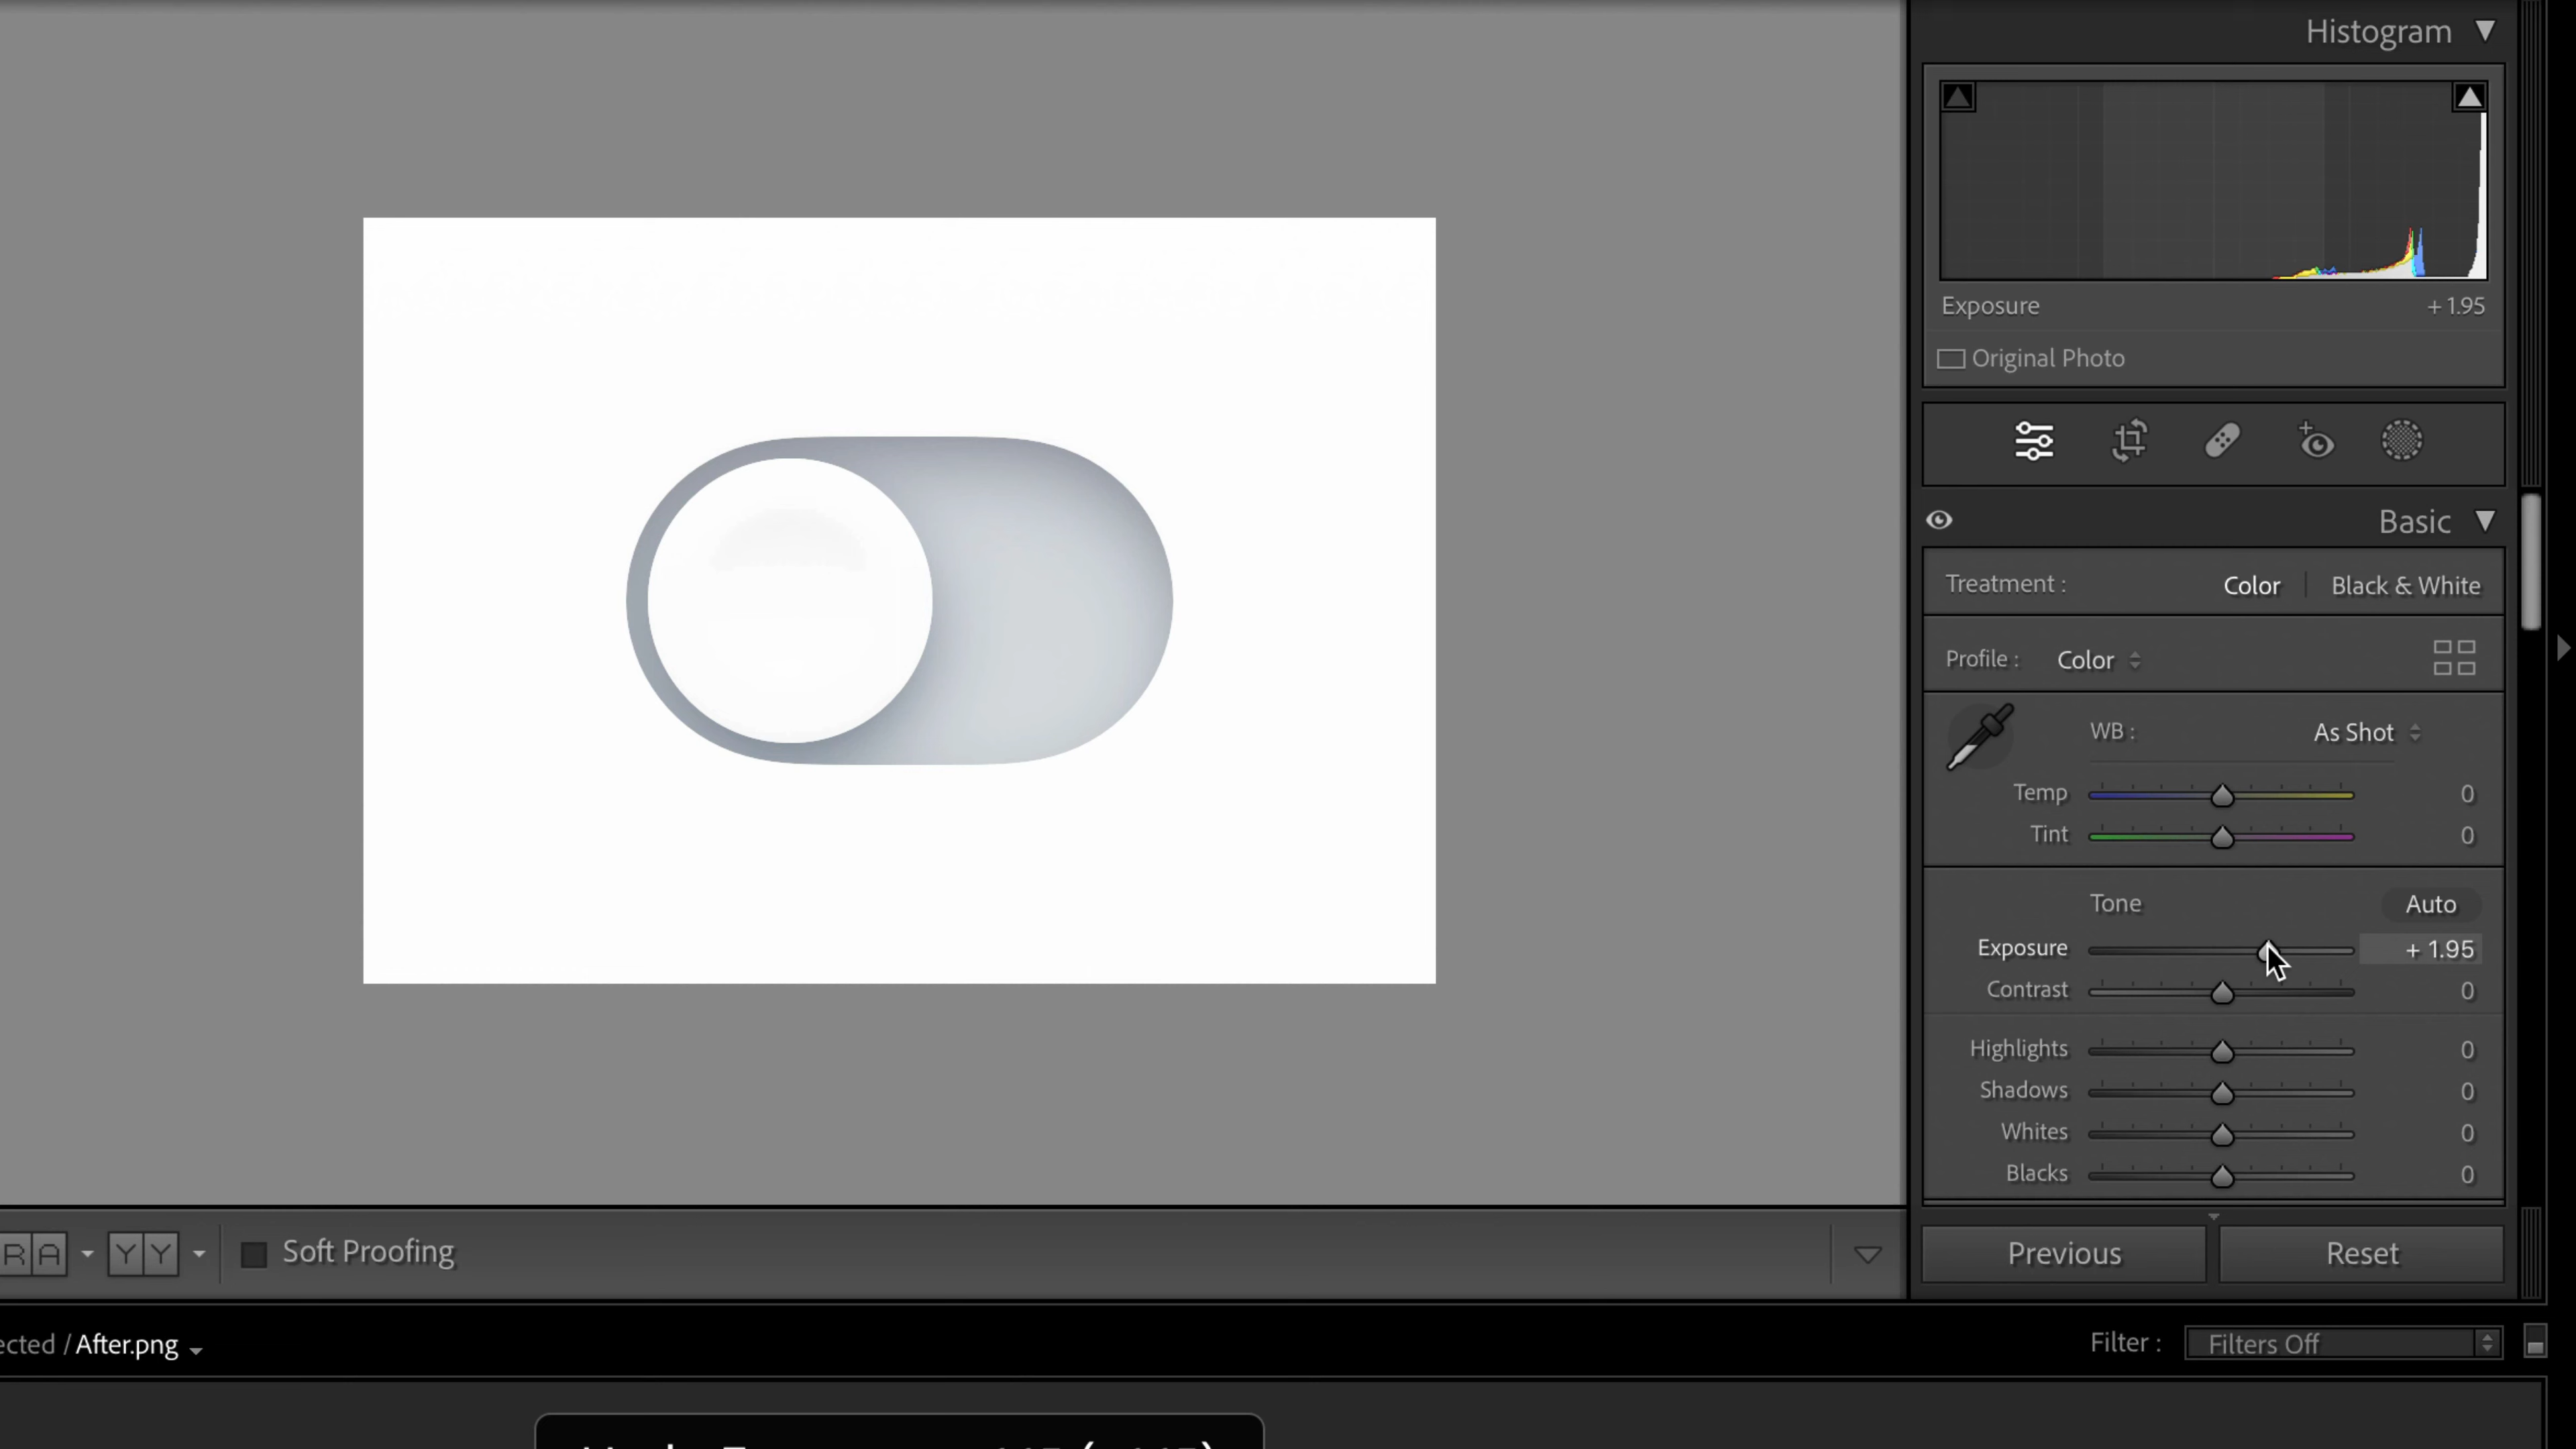 Histogram
Exposure +1.95
Original Photo
Basic
Treatment : Color Black & White
Profile : Color
WB : As Shot
Temp 0
Tint 0
Tone Auto
Exposure + 1.95
Contrast 0
Highlights 0
Shadows 0
Whites 0
Blacks 0
RA YY Soft Proofing
Previous Reset
/ After.png
Filter : Filters Off